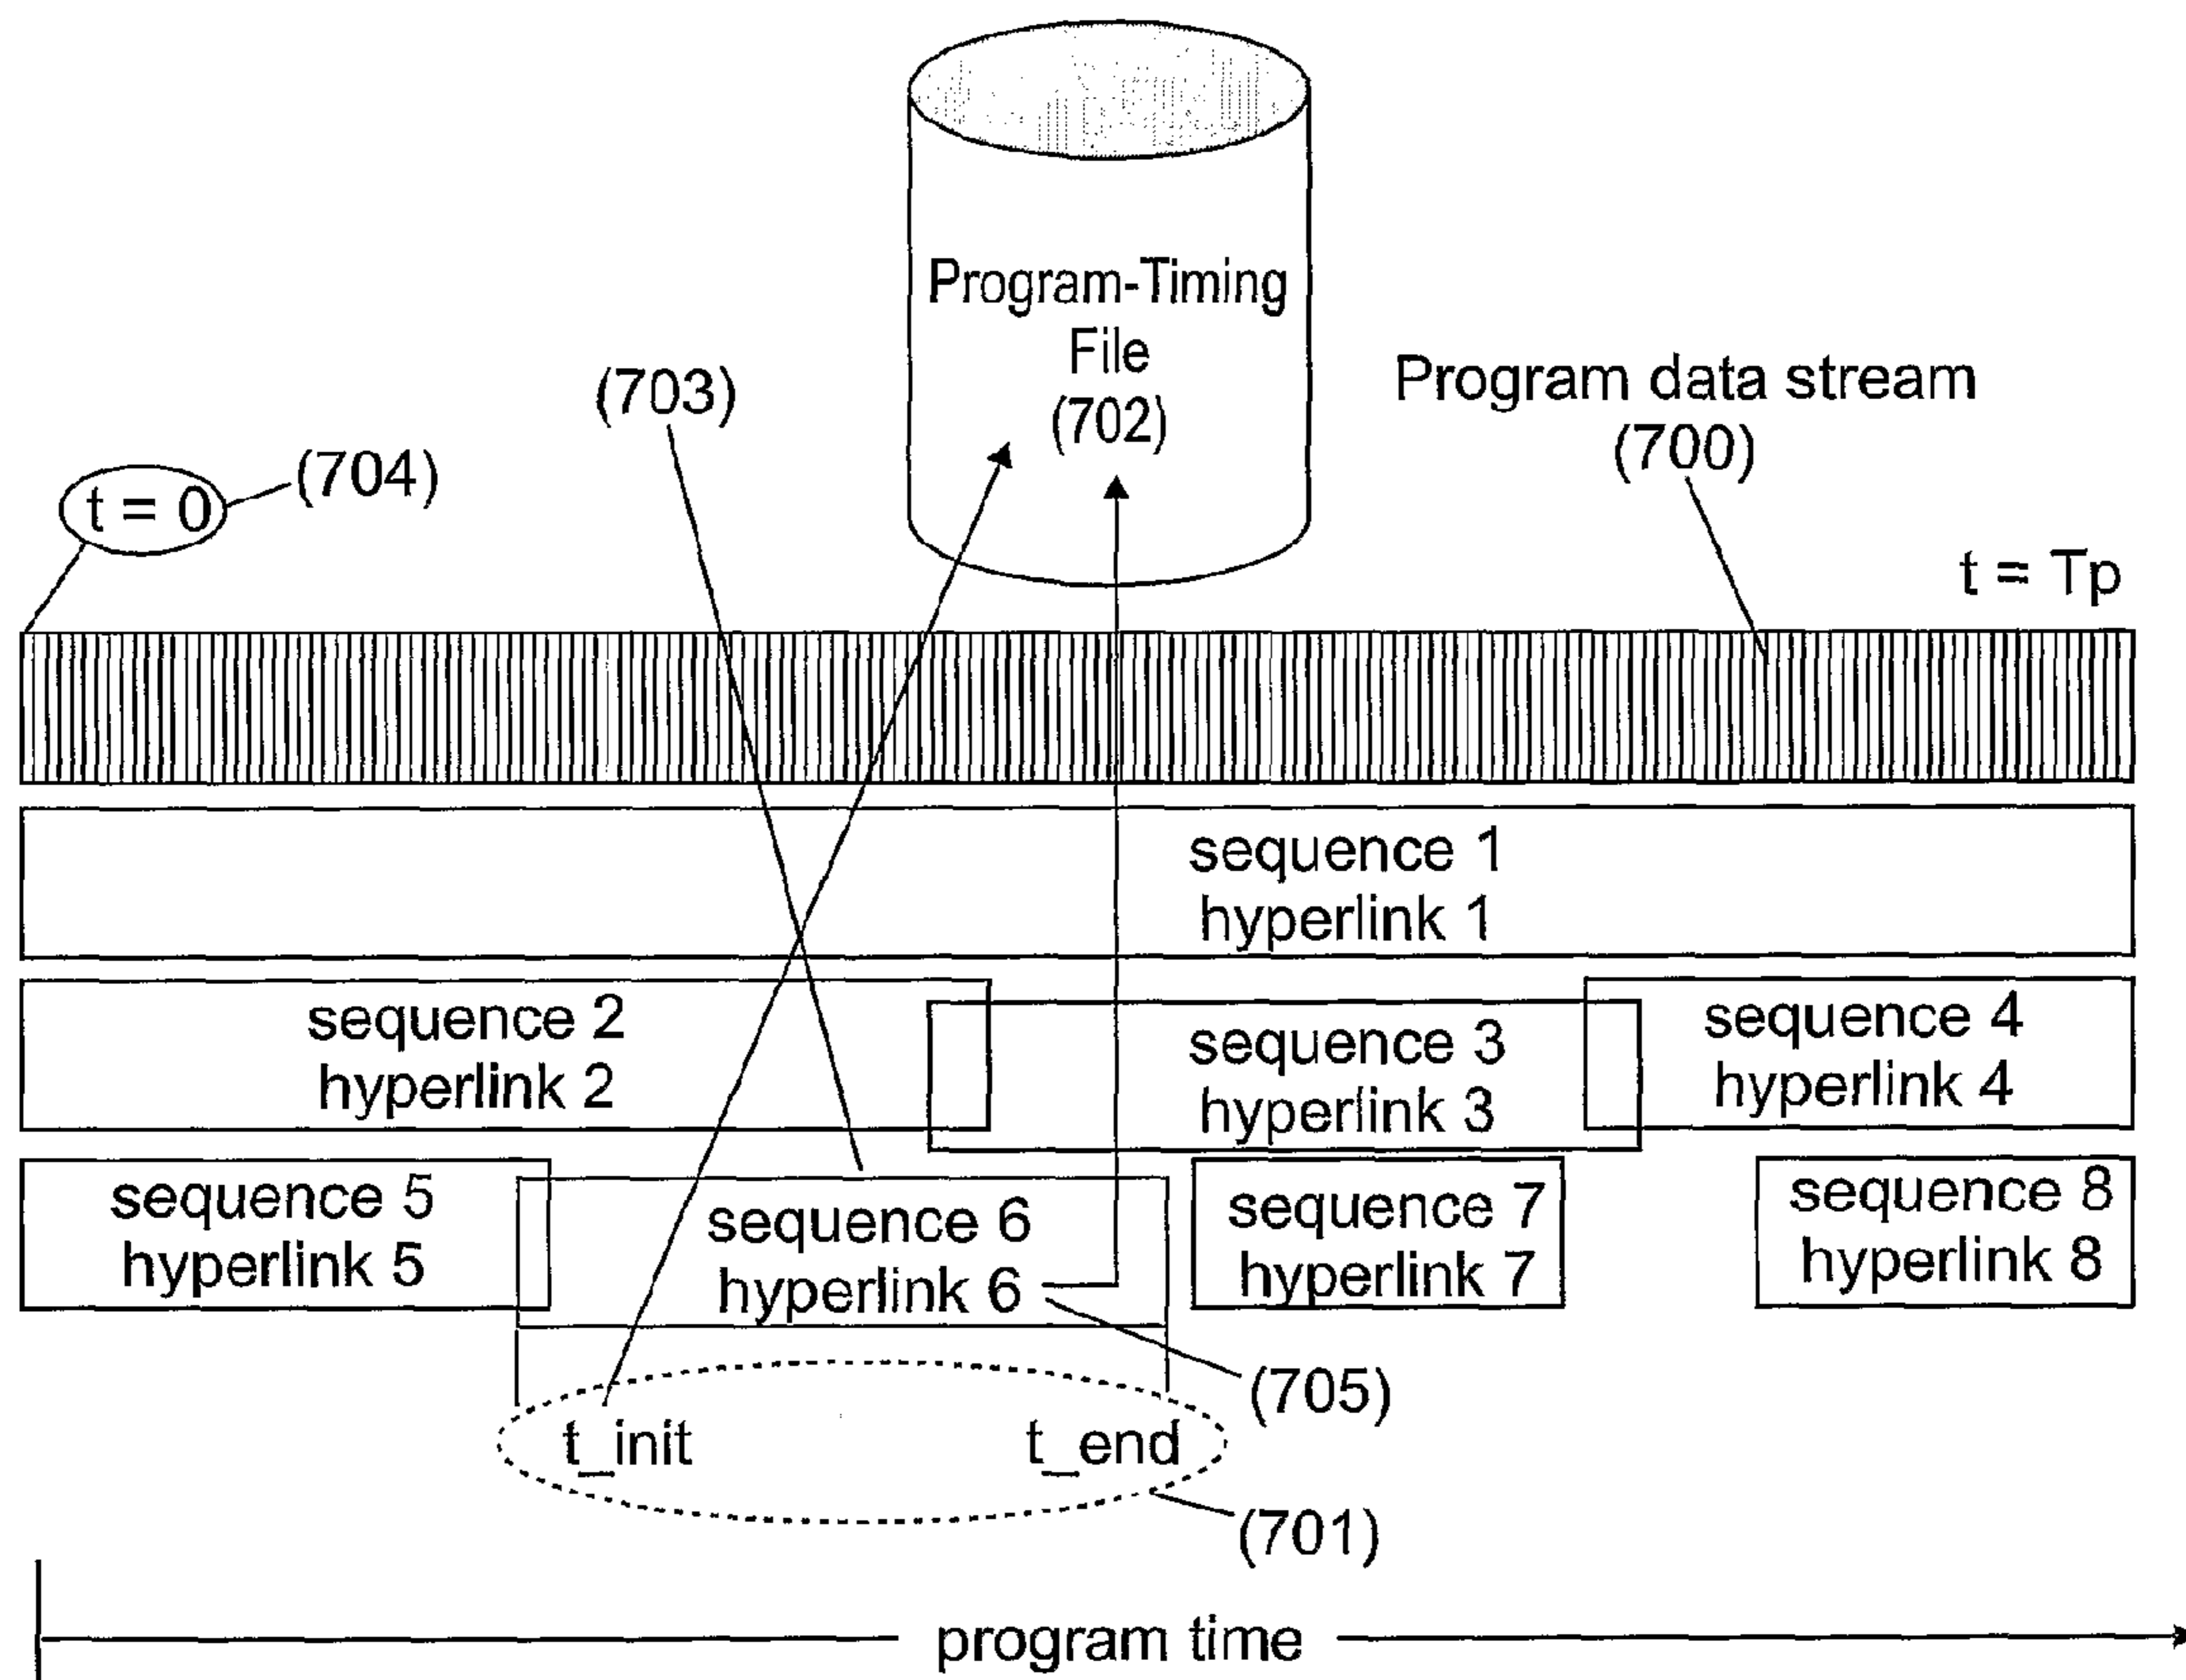 Program-Timing
File
(702)
(703)
Program data stream
(700)
t = 0
(704)
t = Tp
sequence 1
hyperlink 1
sequence 2
hyperlink 2
sequence 3
hyperlink 3
sequence 4
hyperlink 4
sequence 5
hyperlink 5
sequence 6
hyperlink 6
sequence 7
hyperlink 7
sequence 8
hyperlink 8
(705)
t_init
t_end
(701)
program time